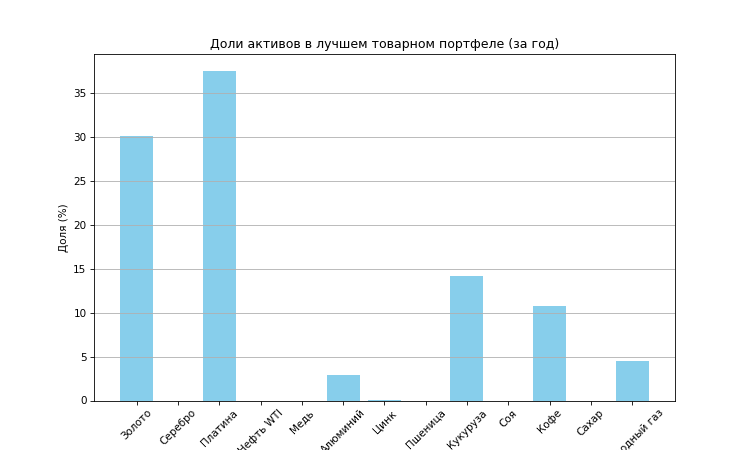 Доли активов в лучшем товарном портфеле (за год)
Доля (%)
35
30
25
20
15
10
5
0
Золото
Серебро
Платина
Нефть WTI
Медь
Алюминий
Цинк
Пшеница
Кукуруза
Соя
Кофе
Сахар
газ